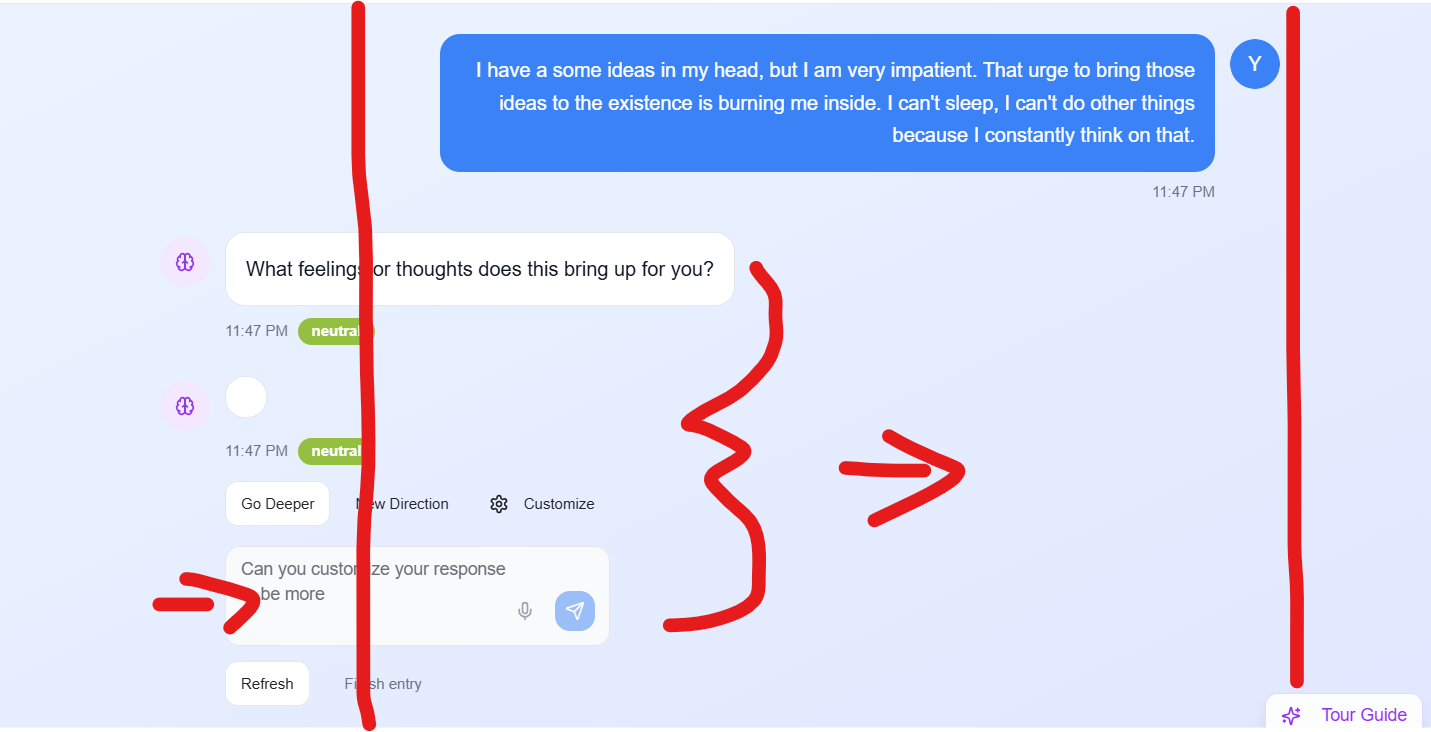 I have a some ideas in my head, but I am very impatient. That urge to bring those
ideas to the existence is burning me inside. I can't sleep, I can't do other things
because I constantly think on that.
Y
11:47 PM
What feelings or thoughts does this bring up for you?
11:47 PM neutral
11:47 PM neutral
Go Deeper New Direction Customize
Can you customize your response
be more
Refresh Finish entry
Tour Guide